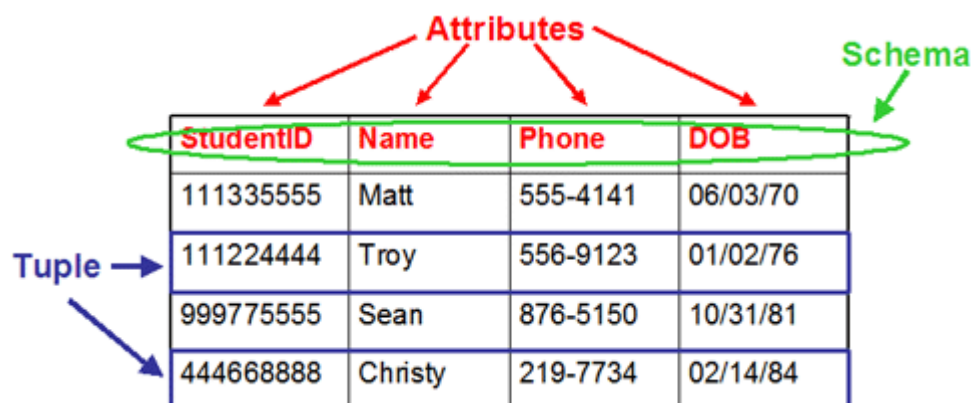 Attributes
Schema
StudentID Name Phone DOB
111335555 Matt 555-4141 06/03/70
Tuple
111224444 Troy 556-9123 01/02/76
999775555 Sean 876-5150 10/31/81
444668888 Christy 219-7734 02/14/84